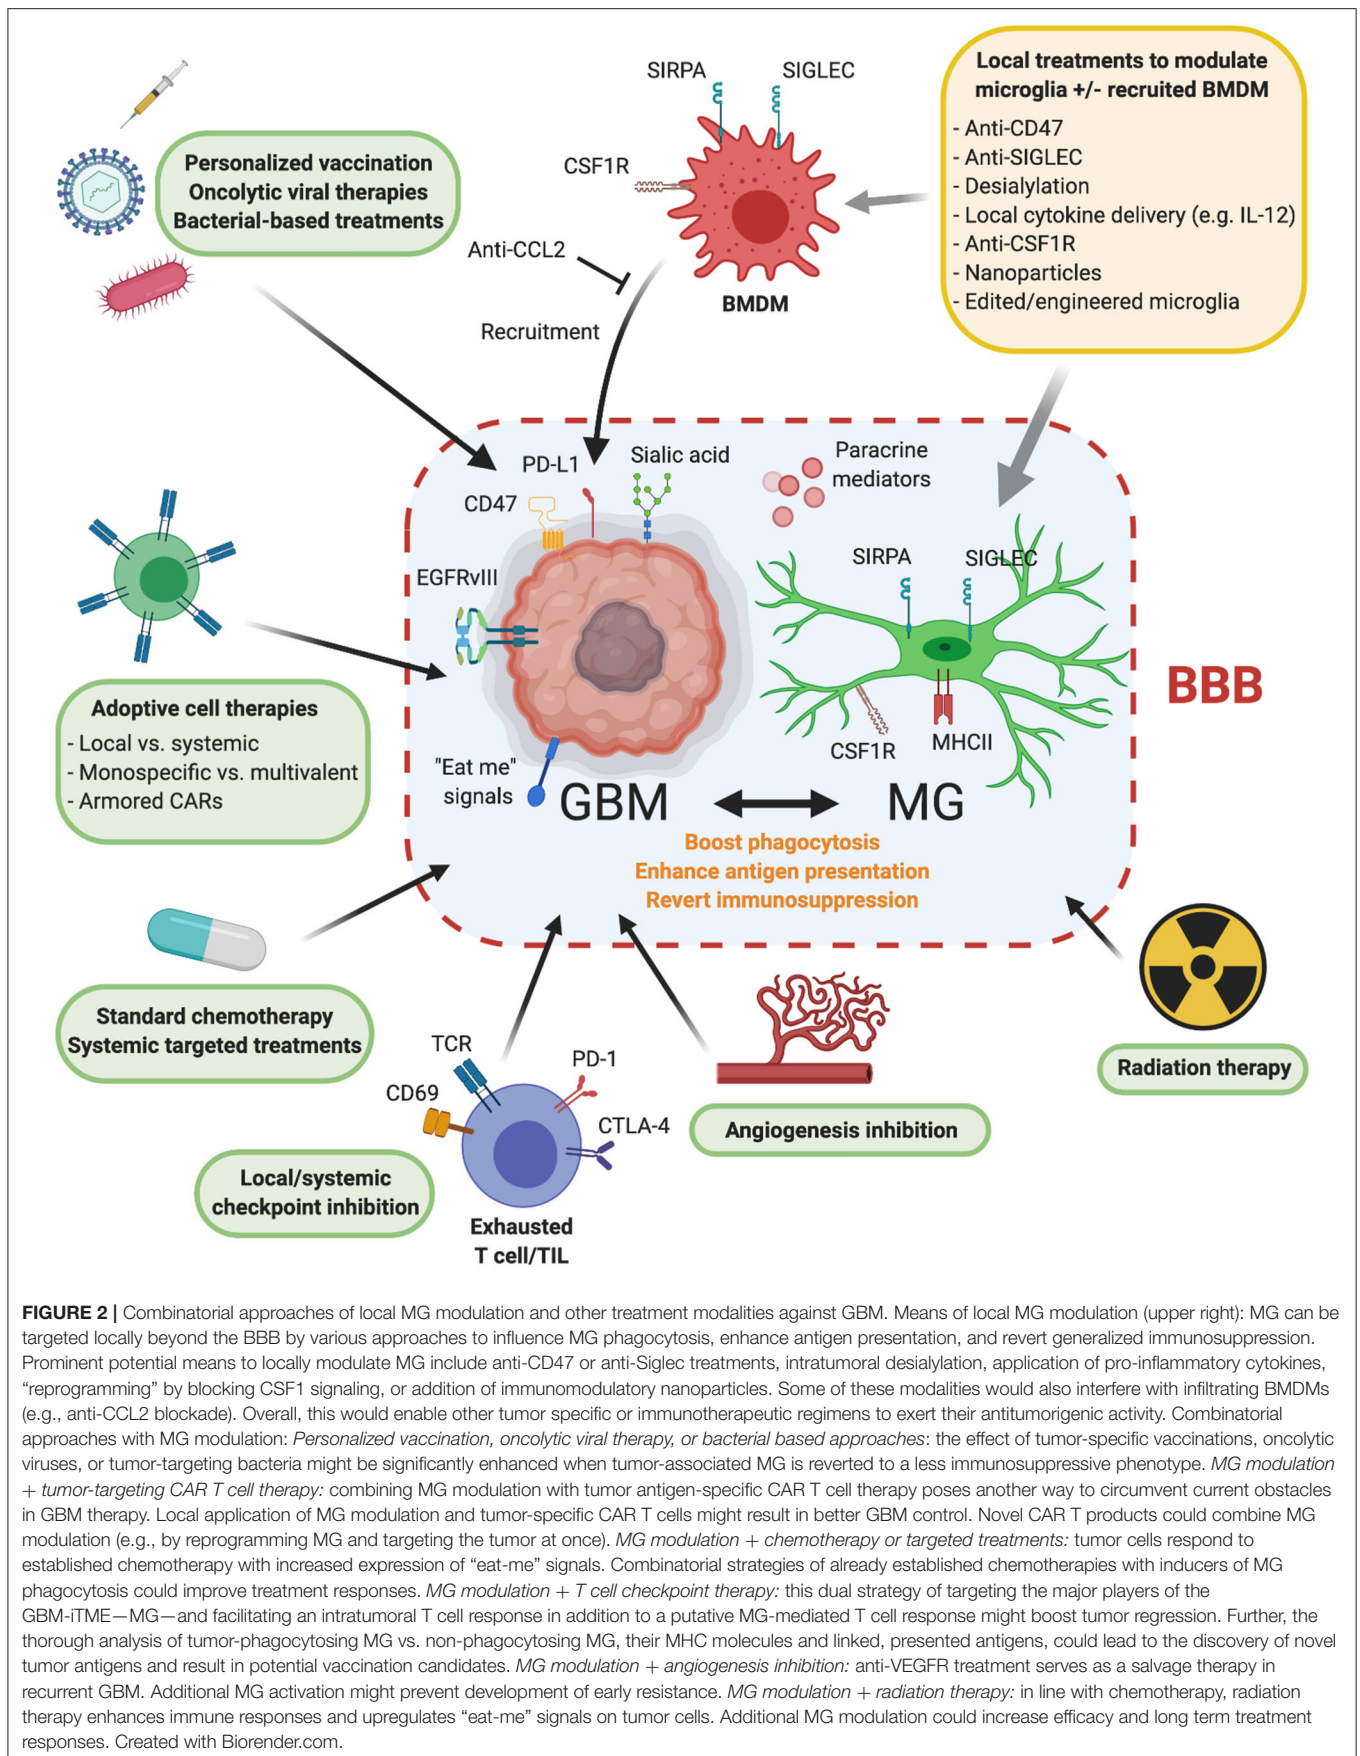 SIRPA
SIGLEC
CSF1R
BMDM
Anti-CCL2
Recruitment
Local treatments to modulate
microglia +/- recruited BMDM
- Anti-CD47
- Anti-SIGLEC
- Desialylation
- Local cytokine delivery (e.g. IL-12)
- Anti-CSF1R
- Nanoparticles
- Edited/engineered microglia
Personalized vaccination
Oncolytic viral therapies
Bacterial-based treatments
PD-L1
Sialic acid
CD47
EGFRvIII
"Eat me"
signals
GBM
Paracrine
mediators
SIRPA
SIGLEC
CSF1R
MHCII
MG
BBB
Boost phagocytosis
Enhance antigen presentation
Revert immunosuppression
Adoptive cell therapies
- Local vs. systemic
- Monospecific vs. multivalent
- Armored CARs
Standard chemotherapy
Systemic targeted treatments
TCR
PD-1
CD69
CTLA-4
Local/systemic
checkpoint inhibition
Exhausted
T cell/TIL
Angiogenesis inhibition
Radiation therapy
FIGURE 2 | Combinatorial approaches of local MG modulation and other treatment modalities against GBM. Means of local MG modulation (upper right): MG can be
targeted locally beyond the BBB by various approaches to influence MG phagocytosis, enhance antigen presentation, and revert generalized immunosuppression.
Prominent potential means to locally modulate MG include anti-CD47 or anti-Siglec treatments, intratumoral desialylation, application of pro-inflammatory cytokines,
“reprogramming” by blocking CSF1 signaling, or addition of immunomodulatory nanoparticles. Some of these modalities would also interfere with infiltrating BMDMs
(e.g., anti-CCL2 blockade). Overall, this would enable other tumor specific or immunotherapeutic regimens to exert their antitumorigenic activity. Combinatorial
approaches with MG modulation: Personalized vaccination, oncolytic viral therapy, or bacterial based approaches: the effect of tumor-specific vaccinations, oncolytic
viruses, or tumor-targeting bacteria might be significantly enhanced when tumor-associated MG is reverted to a less immunosuppressive phenotype. MG modulation
+ tumor-targeting CAR T cell therapy: combining MG modulation with tumor antigen-specific CAR T cell therapy poses another way to circumvent current obstacles
in GBM therapy. Local application of MG modulation and tumor-specific CAR T cells might result in better GBM control. Novel CAR T products could combine MG
modulation (e.g., by reprogramming MG and targeting the tumor at once). MG modulation + chemotherapy or targeted treatments: tumor cells respond to
established chemotherapy with increased expression of “eat-me” signals. Combinatorial strategies of already established chemotherapies with inducers of MG
phagocytosis could improve treatment responses. MG modulation + T cell checkpoint therapy: this dual strategy of targeting the major players of the
GBM-iTME—MG—and facilitating an intratumoral T cell response in addition to a putative MG-mediated T cell response might boost tumor regression. Further, the
thorough analysis of tumor-phagocytosing MG vs. non-phagocytosing MG, their MHC molecules and linked, presented antigens, could lead to the discovery of novel
tumor antigens and result in potential vaccination candidates. MG modulation + angiogenesis inhibition: anti-VEGFR treatment serves as a salvage therapy in
recurrent GBM. Additional MG activation might prevent development of early resistance. MG modulation + radiation therapy: in line with chemotherapy, radiation
therapy enhances immune responses and upregulates “eat-me” signals on tumor cells. Additional MG modulation could increase efficacy and long term treatment
responses. Created with Biorender.com.